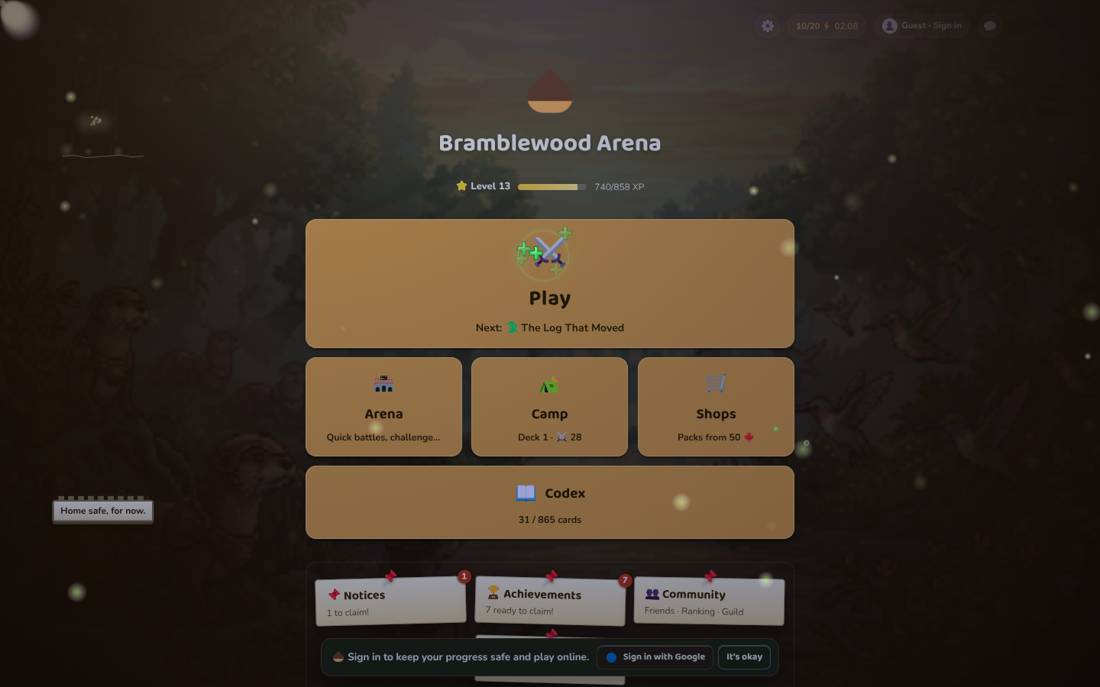 10/20 02:08
Guest · Sign in
Bramblewood Arena
Level 13
740/858 XP
Play
Next: The Log That Moved
Arena
Quick battles, challenge...
Camp
Deck 1 · 28
Shops
Packs from 50
Codex
31 / 865 cards
Home safe, for now.
Notices
1
1 to claim!
Achievements
7
7 ready to claim!
Community
Friends · Ranking · Guild
Sign in to keep your progress safe and play online.
Sign in with Google
It's okay